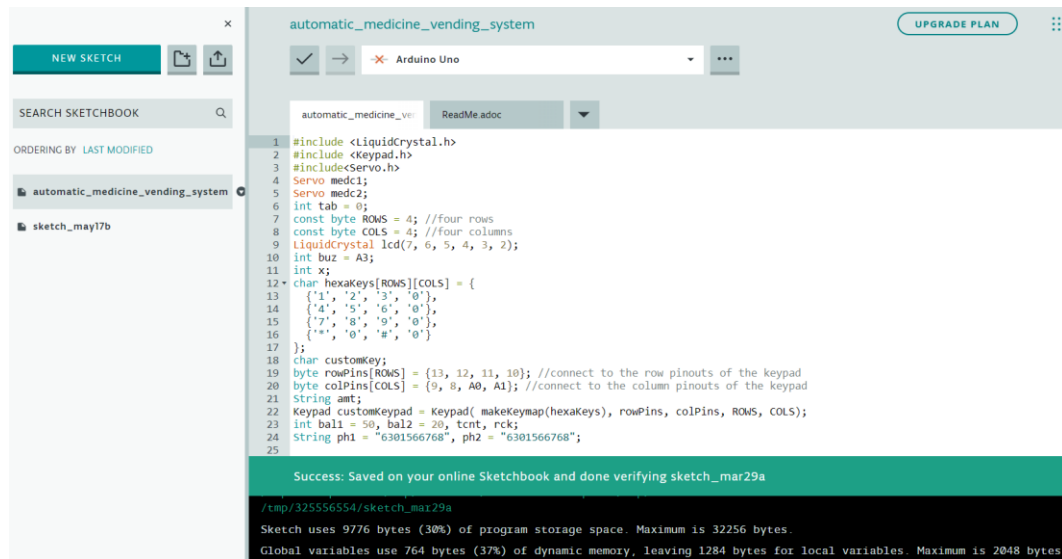 ×
NEW SKETCH
SEARCH SKETCHBOOK
ORDERING BY LAST MODIFIED
automatic_medicine_vending_system
sketch_may17b
automatic_medicine_vending_system
UPGRADE PLAN
Arduino Uno
automatic_medicine_ve
ReadMe.adoc
1 #include <LiquidCrystal.h>
2 #include <Keypad.h>
3 #include<Servo.h>
4 Servo medc1;
5 Servo medc2;
6 int tab = 0;
7 const byte ROWS = 4; //four rows
8 const byte COLS = 4; //four columns
9 LiquidCrystal lcd(7, 6, 5, 4, 3, 2);
10 int buz = A3;
11 int x;
12 char hexaKeys[ROWS][COLS] = {
13 {'1', '2', '3', '0'},
14 {'4', '5', '6', '0'},
15 {'7', '8', '9', '0'},
16 {'*', '0', '#', '0'}
17 };
18 char customKey;
19 byte rowPins[ROWS] = {13, 12, 11, 10}; //connect to the row pinouts of the keypad
20 byte colPins[COLS] = {9, 8, A0, A1}; //connect to the column pinouts of the keypad
21 String amt;
22 Keypad customKeypad = Keypad( makeKeymap(hexaKeys), rowPins, colPins, ROWS, COLS);
23 int bal1 = 50, bal2 = 20, tcnt, rck;
24 String ph1 = "6301566768", ph2 = "6301566768";
25
Success: Saved on your online Sketchbook and done verifying sketch_mar29a
/tmp/325556554/sketch_mar29a
Sketch uses 9776 bytes (30%) of program storage space. Maximum is 32256 bytes.
Global variables use 764 bytes (37%) of dynamic memory, leaving 1284 bytes for local variables. Maximum is 2048 bytes